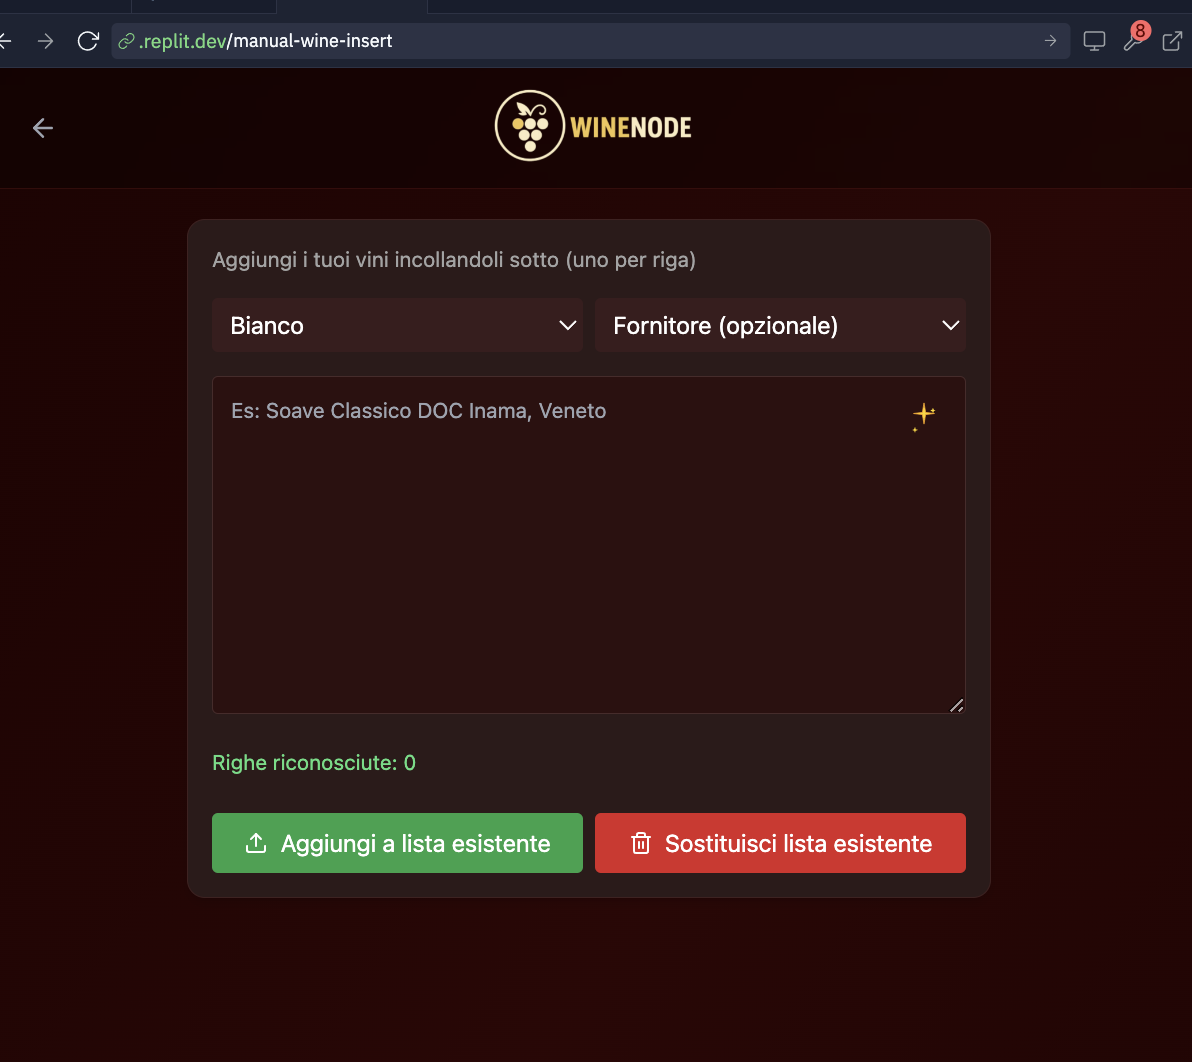 .replit.dev/manual-wine-insert
8
WINENODE
Aggiungi i tuoi vini incollandoli sotto (uno per riga)
Bianco
Fornitore (opzionale)
Es: Soave Classico DOC Inama, Veneto
Righe riconosciute: 0
Aggiungi a lista esistente
Sostituisci lista esistente